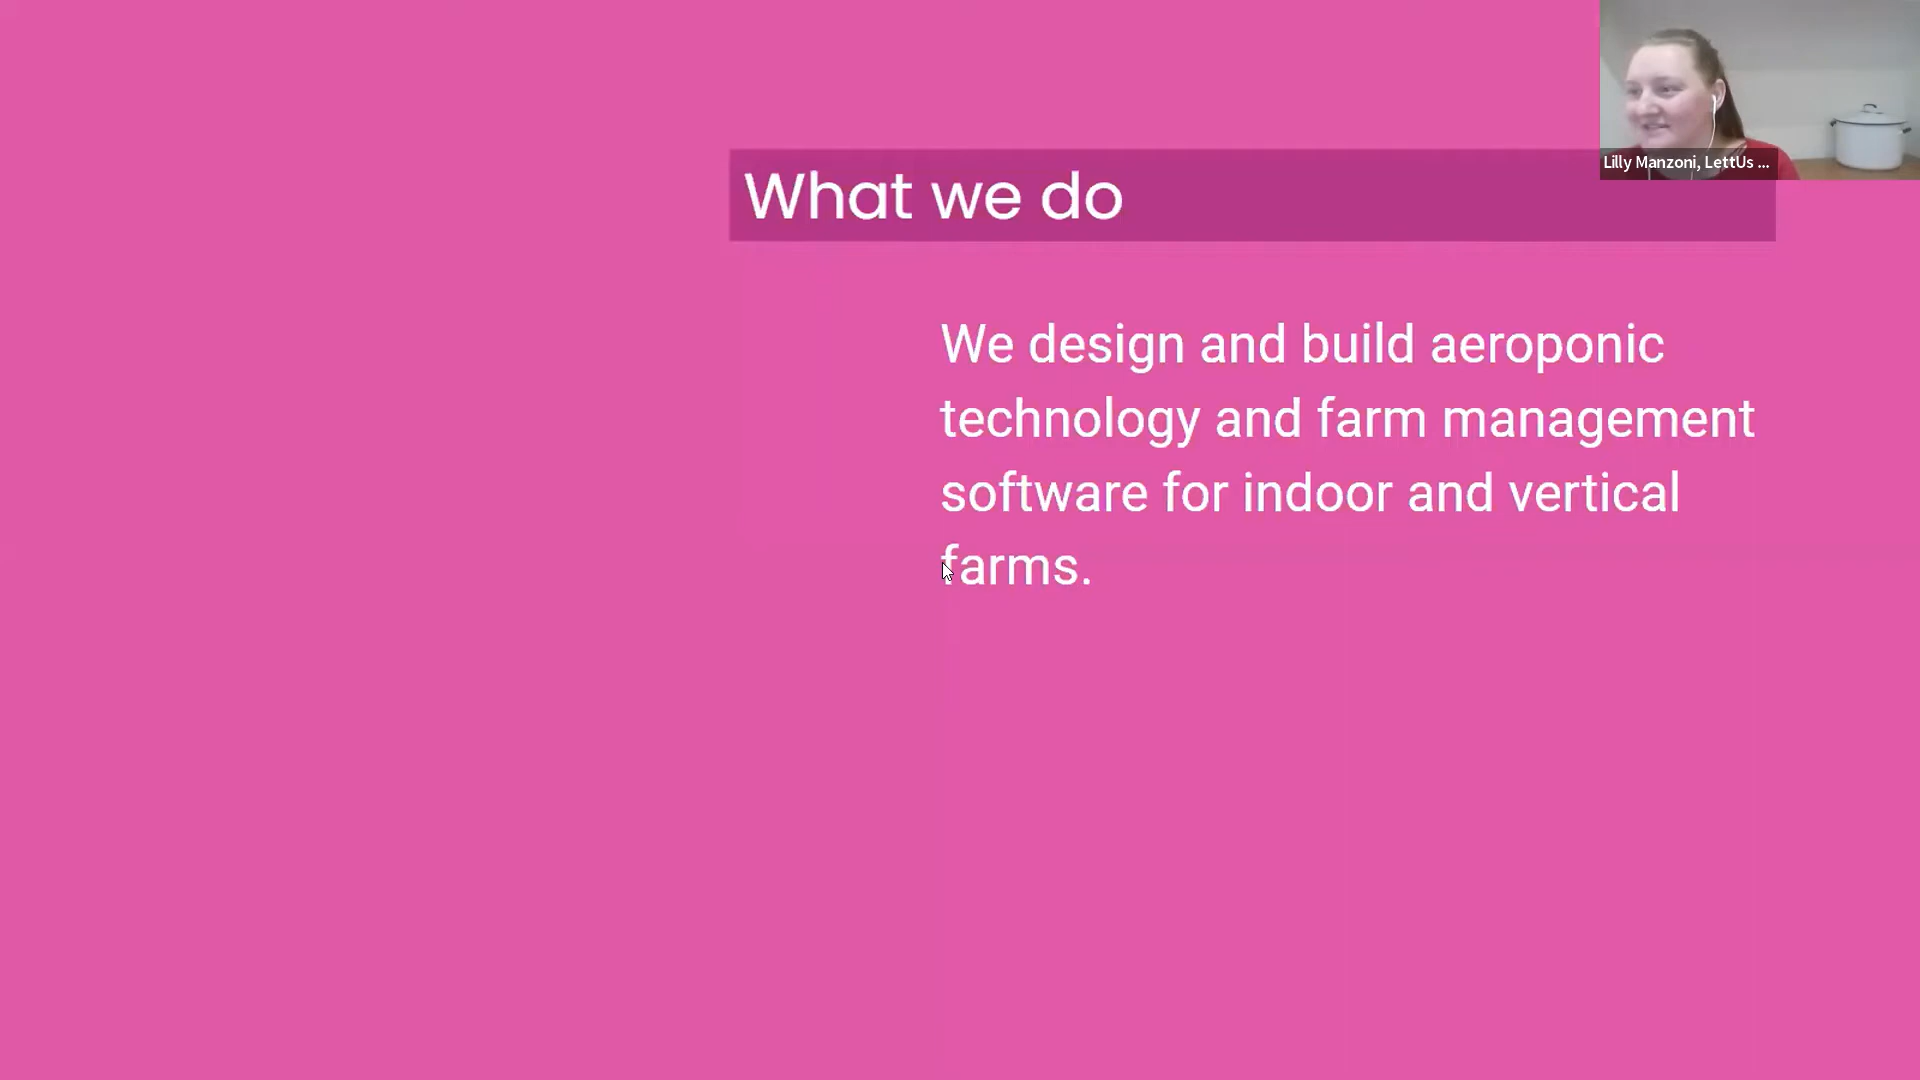 Lilly Manzoni, LettUs ...
What we do
We design and build aeroponic
technology and farm management
software for indoor and vertical
farms.